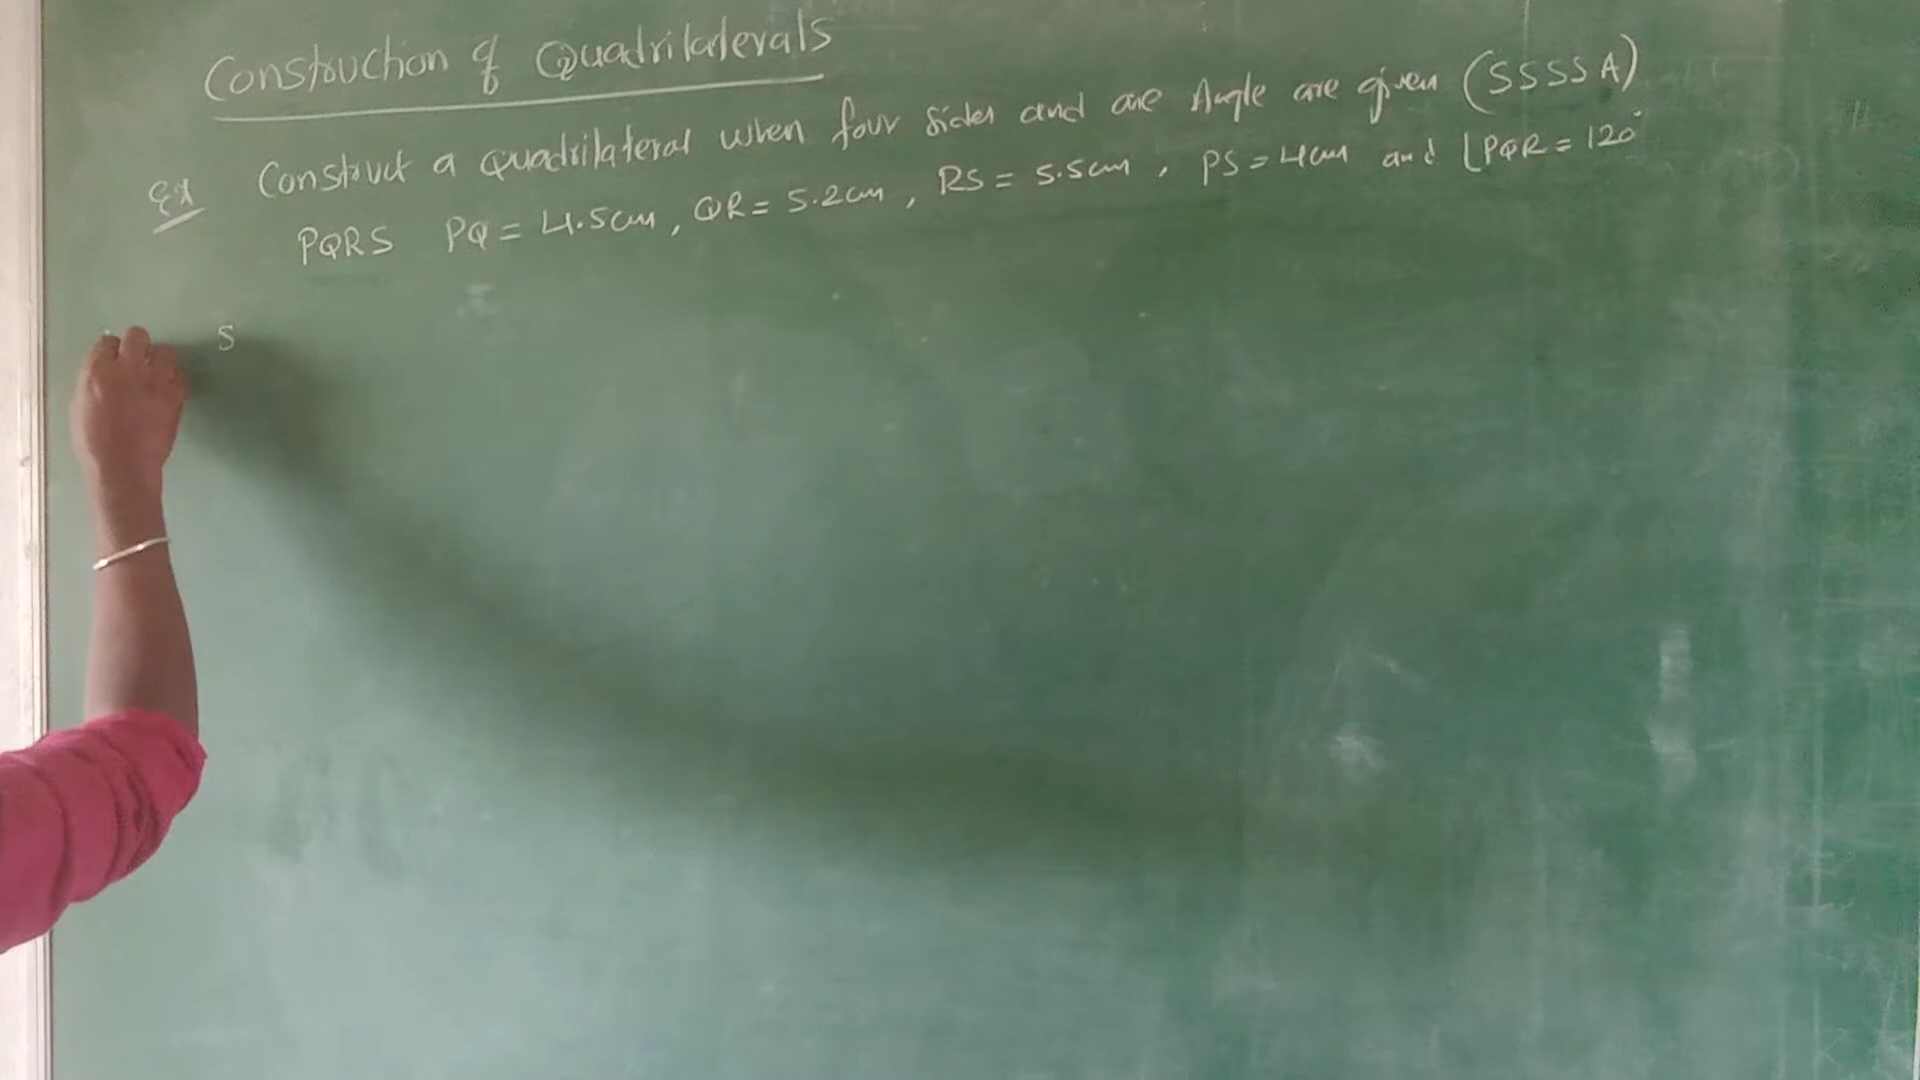 Construction of Quadrilaterals
Ex Construct a quadrilateral when four sides and one Angle are given (SSSSA)
PQRS PQ = 4.5cm, QR = 5.2cm, RS = 5.5cm, PS = 4cm and ∠PQR = 120°
S